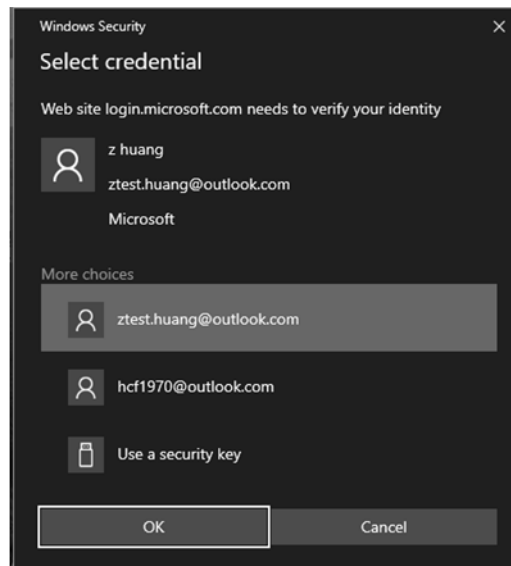 Windows Security
Select credential
Web site login.microsoft.com needs to verify your identity
z huang
ztest.huang@outlook.com
Microsoft
More choices
ztest.huang@outlook.com
hcf1970@outlook.com
Use a security key
OK
Cancel